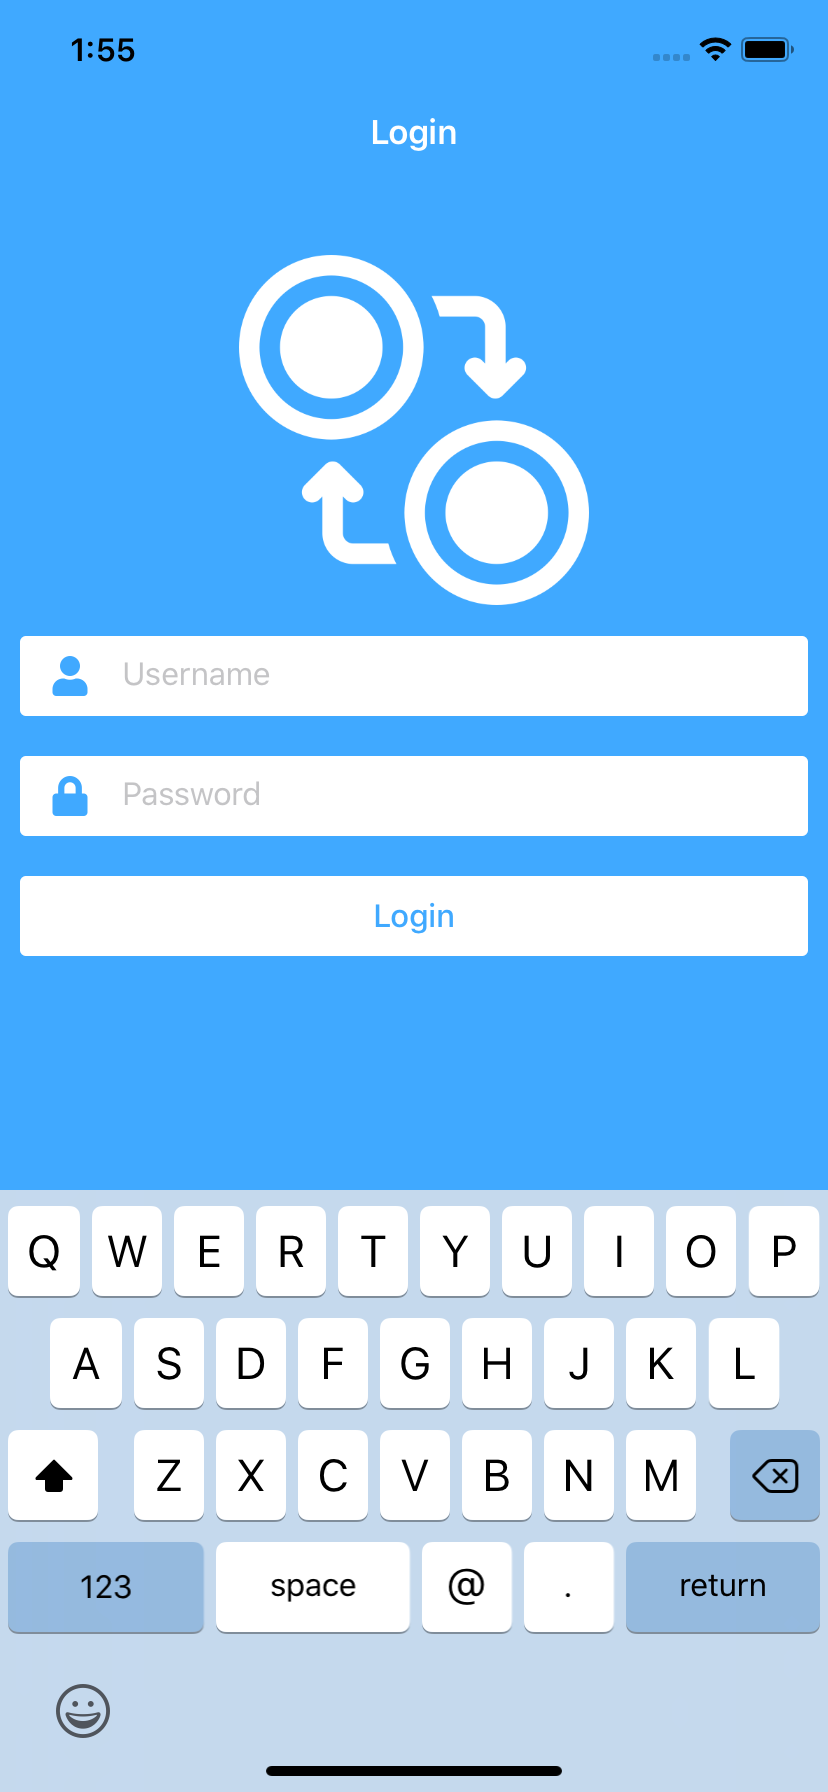 1:55
Login
Username
Password
Login
Q W E R T Y U I O P
A S D F G H J K L
Z X C V B N M
123 space @ . return